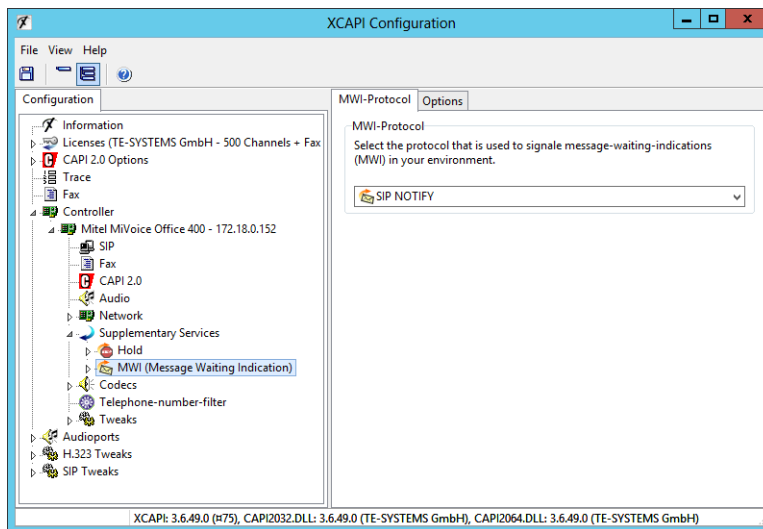 XCAPI Configuration
File View Help
Configuration
Information
Licenses (TE-SYSTEMS GmbH - 500 Channels + Fax
CAPI 2.0 Options
Trace
Fax
Controller
Mitel MiVoice Office 400 - 172.18.0.152
SIP
Fax
CAPI 2.0
Audio
Network
Supplementary Services
Hold
MWI (Message Waiting Indication)
Codecs
Telephone-number-filter
Tweaks
Audioports
H.323 Tweaks
SIP Tweaks
MWI-Protocol Options
MWI-Protocol
Select the protocol that is used to signale message-waiting-indications
(MWI) in your environment.
SIP NOTIFY
XCAPI: 3.6.49.0 (¤75), CAPI2032.DLL: 3.6.49.0 (TE-SYSTEMS GmbH), CAPI2064.DLL: 3.6.49.0 (TE-SYSTEMS GmbH)